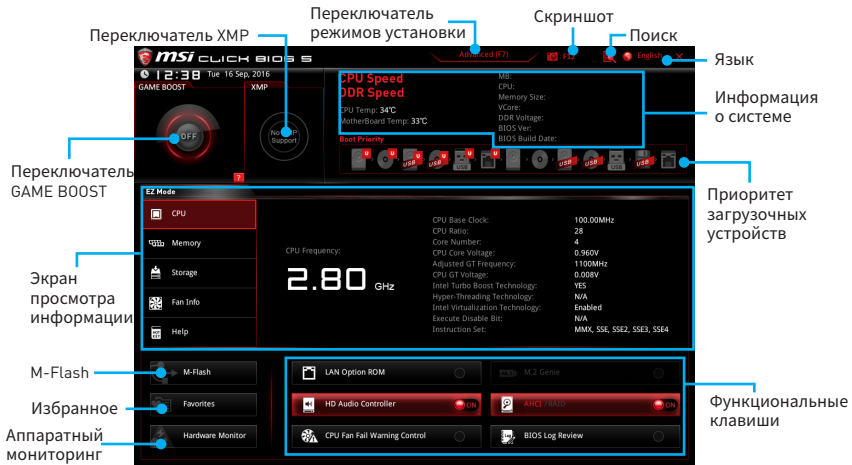 Переключатель
режимов установки
Скриншот
Поиск
Переключатель XMP
Язык
msi CLICK BIOS 5
Advanced (F7)
F12
English
12:38 Tue 16 Sep, 2016
GAME BOOST
XMP
OFF
No XMP
Support
CPU Speed
DDR Speed
CPU Temp: 34°C
MotherBoard Temp: 33°C
MB:
CPU:
Memory Size:
VCore:
DDR Voltage:
BIOS Ver:
BIOS Build Date:
Boot Priority
U U U U U U
USB USB USB USB USB USB USB
?
Информация
о системе
Переключатель
GAME BOOST
Приоритет
загрузочных
устройств
EZ Mode
CPU
Memory
Storage
Fan Info
Help
CPU Frequency:
2.80 GHz
CPU Base Clock: 100.00MHz
CPU Ratio: 28
Core Number: 4
CPU Core Voltage: 0.960V
Adjusted GT Frequency: 1100MHz
CPU GT Voltage: 0.008V
Intel Turbo Boost Technology: YES
Hyper-Threading Technology: N/A
Intel Virtualization Technology: Enabled
Execute Disable Bit: N/A
Instruction Set: MMX, SSE, SSE2, SSE3, SSE4
Экран
просмотра
информации
M-Flash
Избранное
Аппаратный
мониторинг
M-Flash
Favorites
Hardware Monitor
LAN Option ROM
M.2 Genie
HD Audio Controller ON
AHCI /RAID ON
CPU Fan Fail Warning Control
BIOS Log Review
Функциональные
клавиши